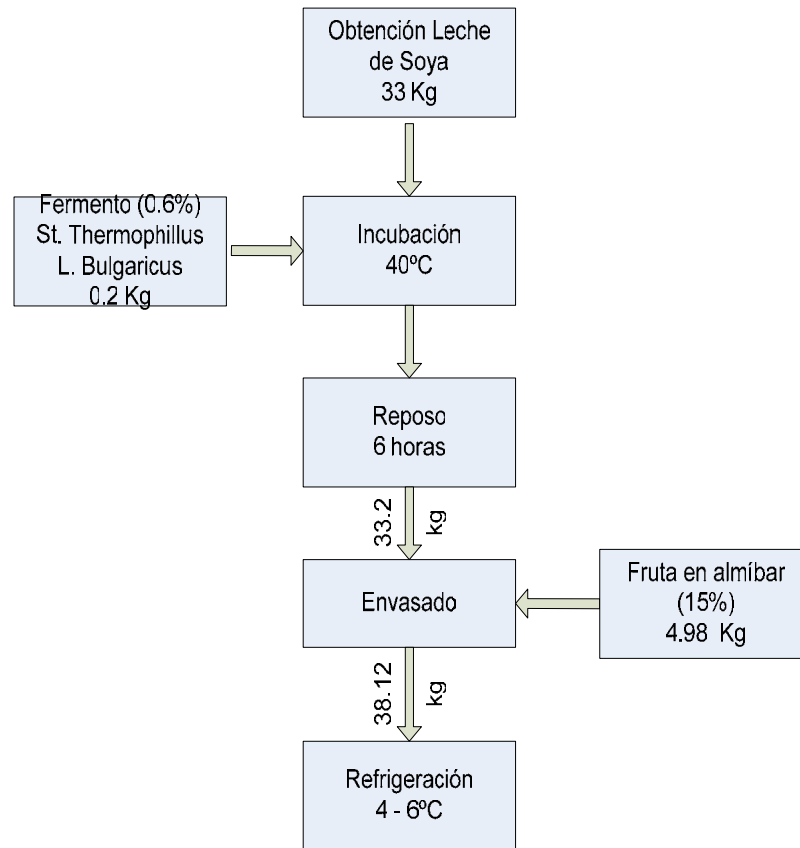 Obtención Leche
de Soya
33 Kg
Fermento (0.6%)
St. Thermophillus
L. Bulgaricus
0.2 Kg
Incubación
40ºC
Reposo
6 horas
33.2
kg
Envasado
Fruta en almíbar
(15%)
4.98 Kg
38.12
kg
Refrigeración
4 - 6ºC